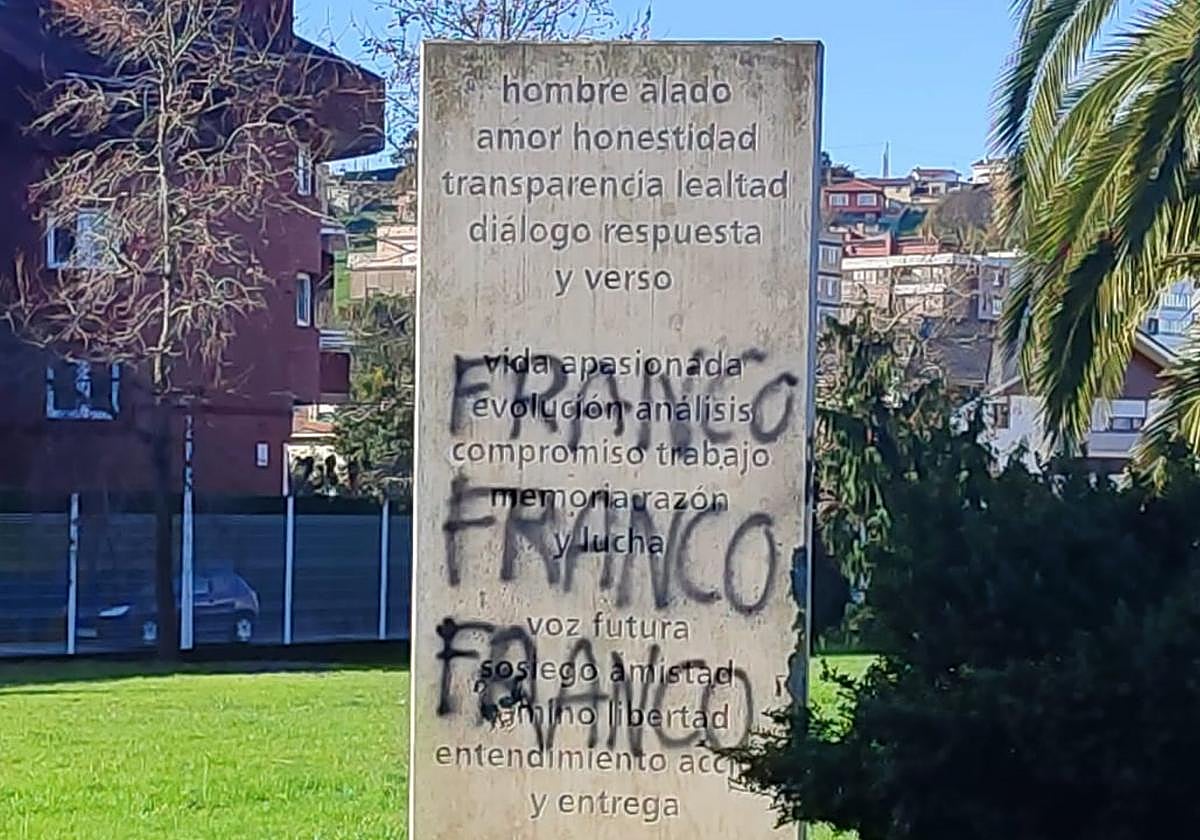 hombre alado
amor honestidad
transparencia lealtad
diálogo respuesta
y verso
vida apasionada
FRANCO
evolución análisis
compromiso trabajo
memoria razón
FRANCO
y lucha
voz futura
FRANCO
sosiego amistad
camino libertad
entendimiento
y entrega